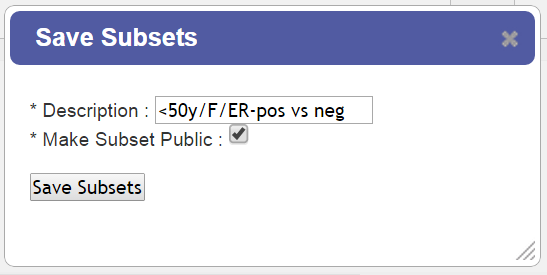 Save Subsets
* Description : <50y/F/ER-pos vs neg
* Make Subset Public :
Save Subsets